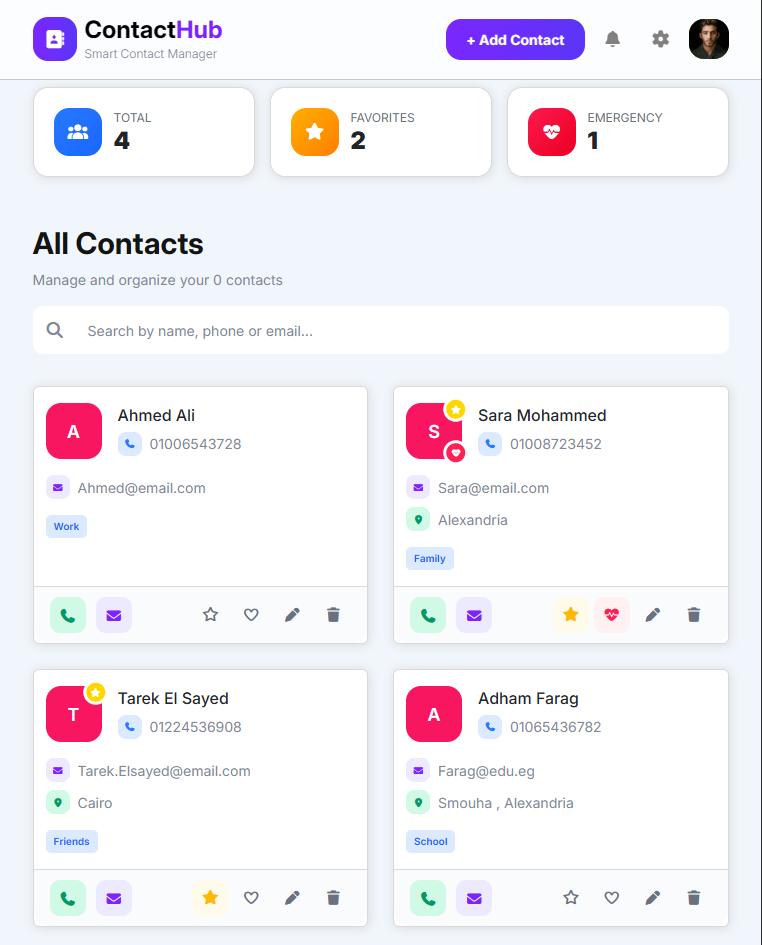 ContactHub
Smart Contact Manager
+ Add Contact
TOTAL
4
FAVORITES
2
EMERGENCY
1
All Contacts
Manage and organize your 0 contacts
Search by name, phone or email...
A
Ahmed Ali
01006543728
Ahmed@email.com
Work
S
Sara Mohammed
01008723452
Sara@email.com
Alexandria
Family
T
Tarek El Sayed
01224536908
Tarek.Elsayed@email.com
Cairo
Friends
A
Adham Farag
01065436782
Farag@edu.eg
Smouha , Alexandria
School